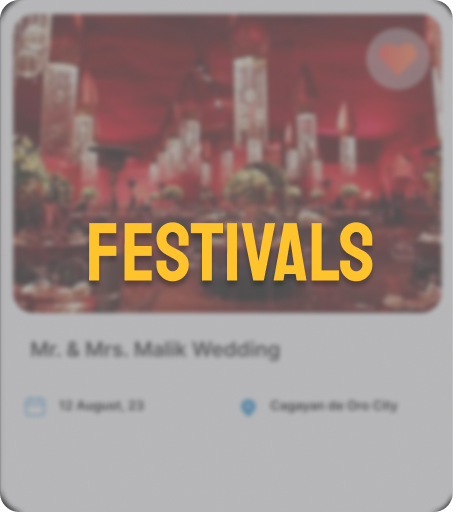 FESTIVALS
Mr. & Mrs. Malik Wedding
12 August, 23
Cagayan de Oro City